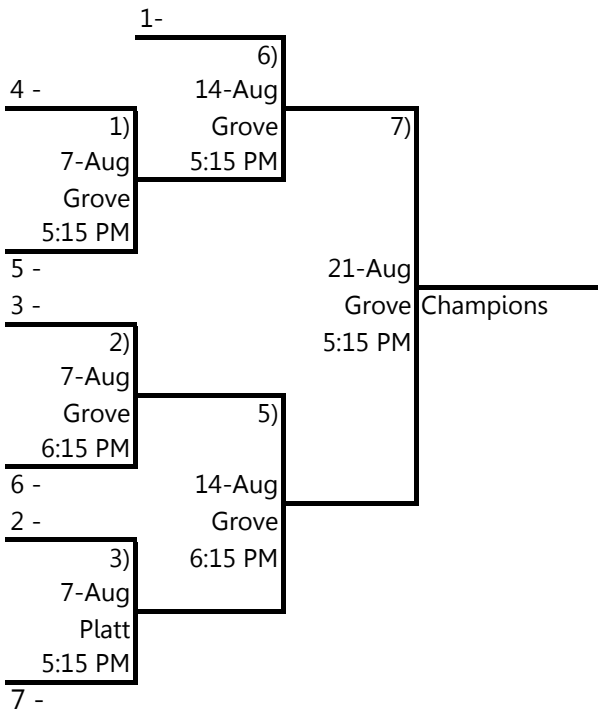 1-
6)
4 -
14-Aug
1)
Grove
7)
7-Aug
5:15 PM
Grove
5:15 PM
5 -
21-Aug
3 -
Grove Champions
2)
5:15 PM
7-Aug
Grove
5)
6:15 PM
6 -
14-Aug
2 -
Grove
3)
6:15 PM
7-Aug
Platt
5:15 PM
7 -